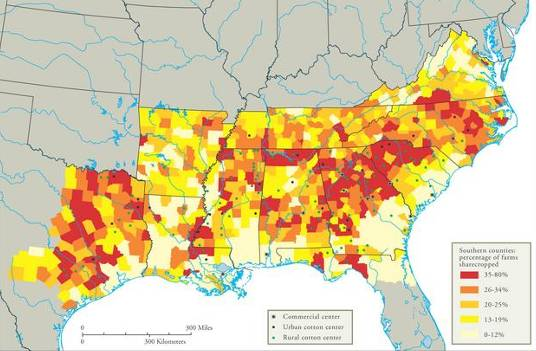 Southern counties:
percentage of farms
sharecropped
35-80%
26-34%
20-25%
13-19%
0-12%
Commercial center
Urban cotton center
Rural cotton center
0 300 Miles
0 300 Kilometers